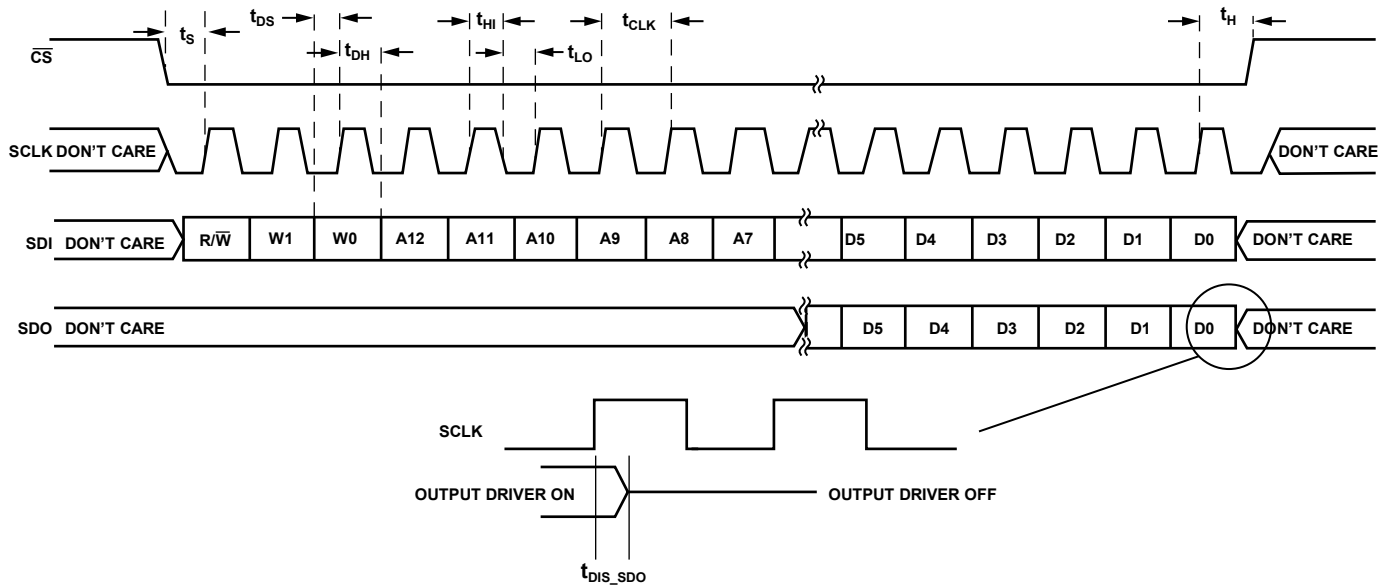 tS tDS tDH tHI tLO tCLK tH
CS
SCLK DON'T CARE DON'T CARE
SDI DON'T CARE R/W W1 W0 A12 A11 A10 A9 A8 A7 D5 D4 D3 D2 D1 D0 DON'T CARE
SDO DON'T CARE D5 D4 D3 D2 D1 D0 DON'T CARE
SCLK
OUTPUT DRIVER ON OUTPUT DRIVER OFF
tDIS_SDO